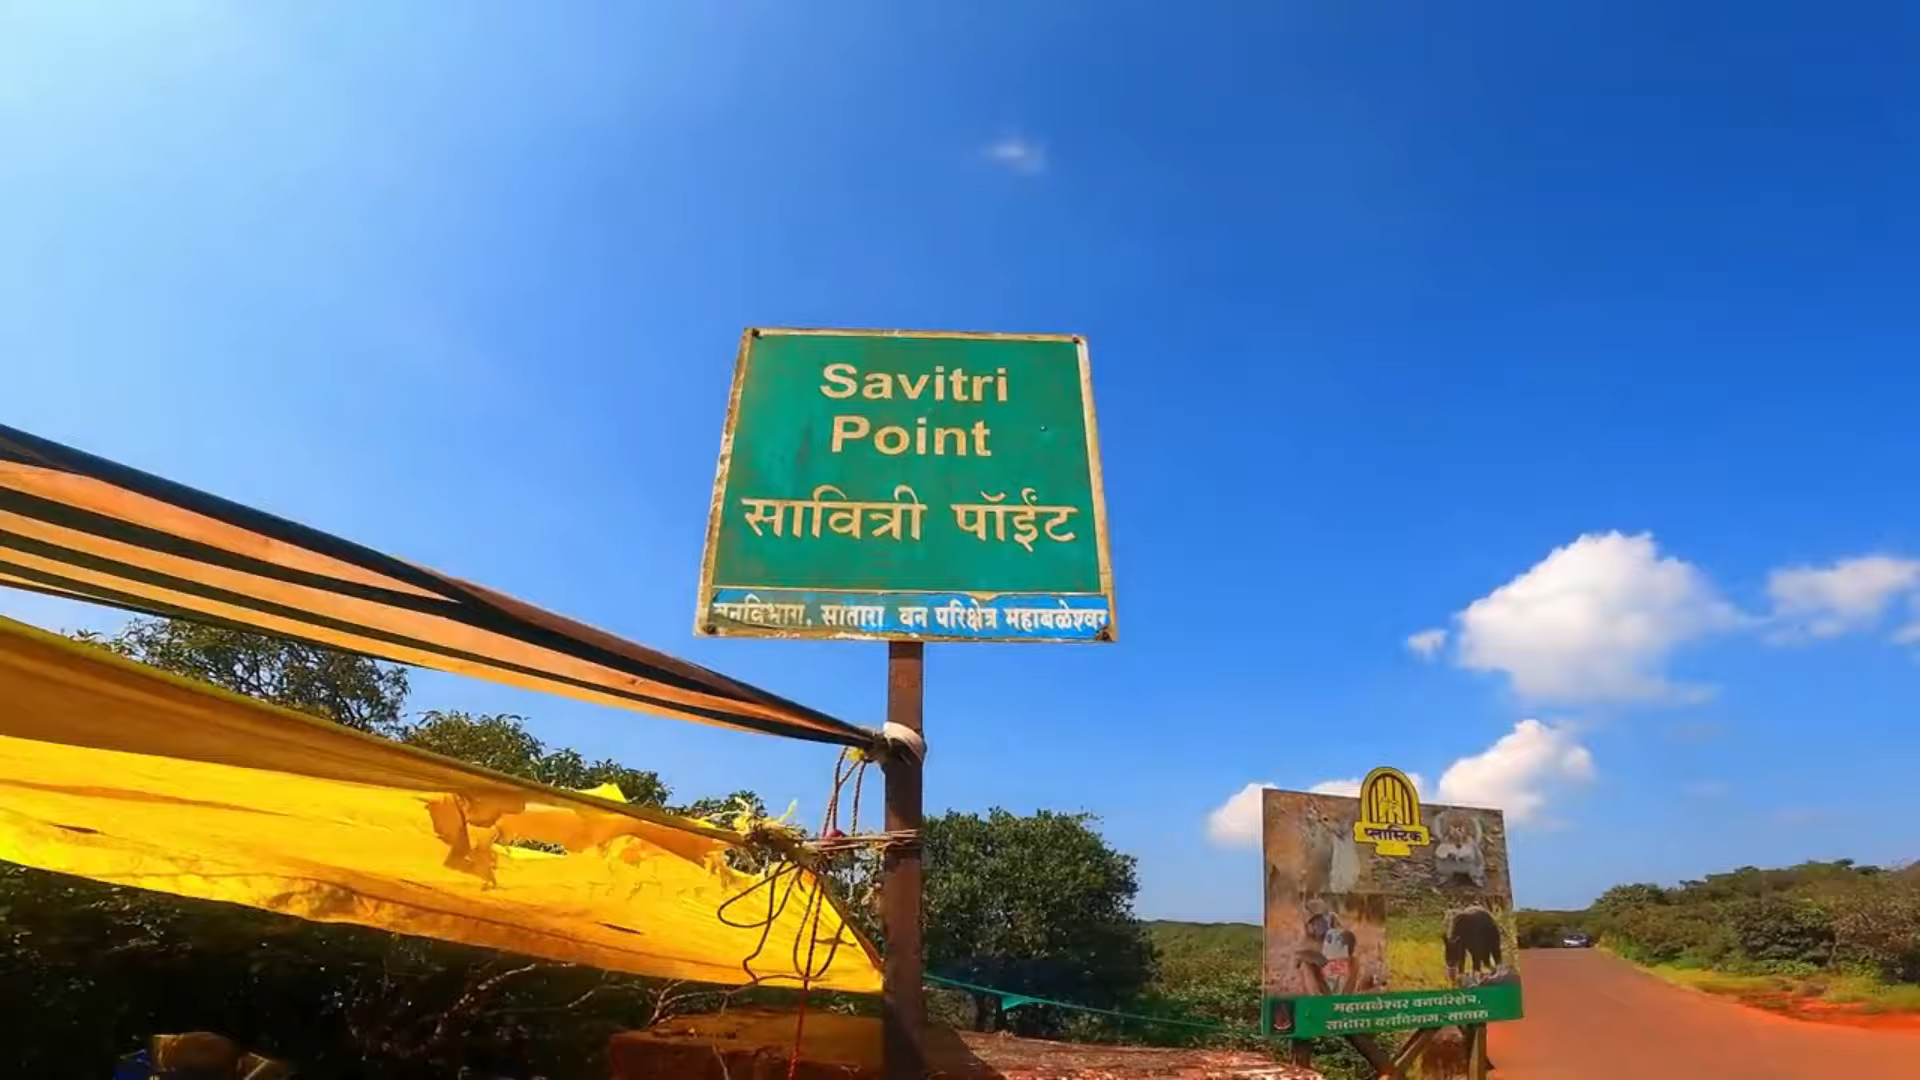 Savitri
Point
सावित्री पॉईंट
वनविभाग, सातारा वन परिक्षेत्र महाबळेश्वर
प्लास्टिक
महाबळेश्वर वनपरिक्षेत्र,
सातारा वनविभाग, सातारा